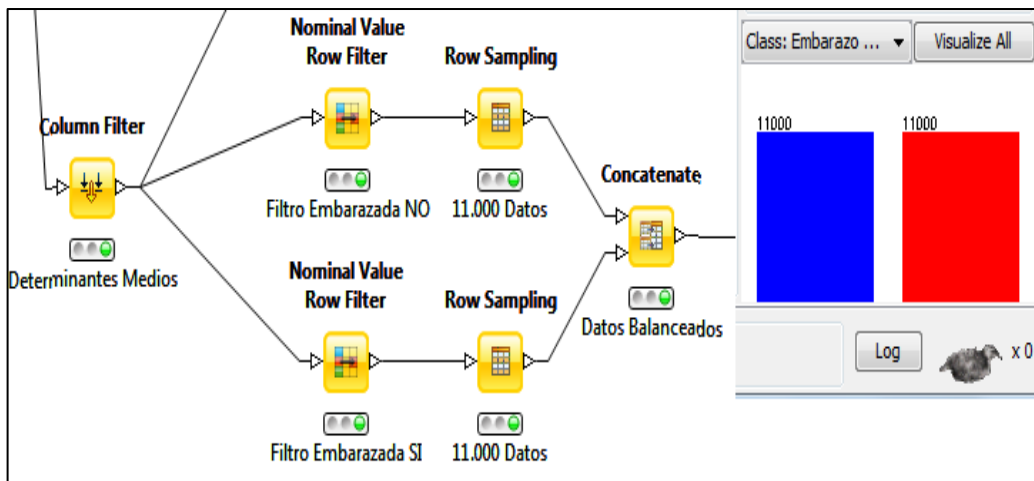 Nominal Value
Row Filter
Row Sampling
Column Filter
Filtro Embarazada NO
11.000 Datos
Concatenate
Determinantes Medios
Datos Balanceados
Nominal Value
Row Filter
Row Sampling
Filtro Embarazada SI
11.000 Datos
Class: Embarazo ...
Visualize All
11000
11000
Log
x 0